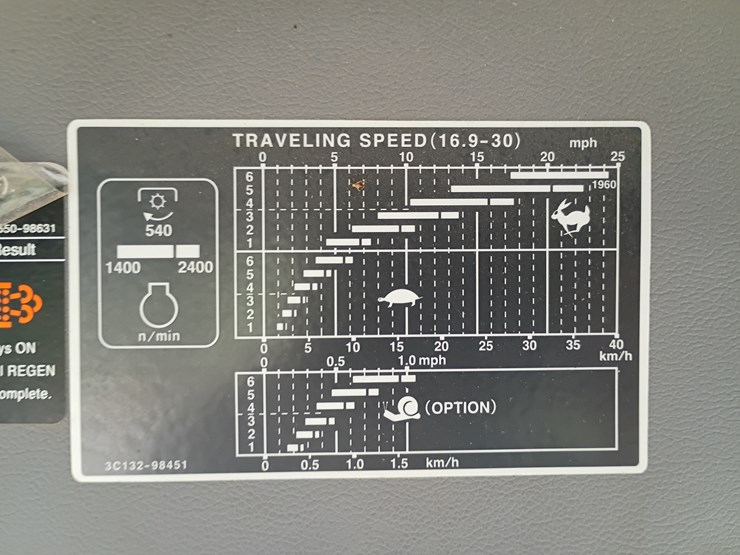 TRAVELING SPEED(16.9-30) mph
0 5 10 15 20 25
6
5 1960
4
3
2
1
6
5
4
3
2
1
0 5 10 15 20 25 30 35 40
km/h
540
1400 2400
n/min
0 0.5 1.0 mph
6
5
4 (OPTION)
3
2
1
0 0.5 1.0 1.5 km/h
3C132-98451
550-98631
esult
ys ON
REGEN
omplete.